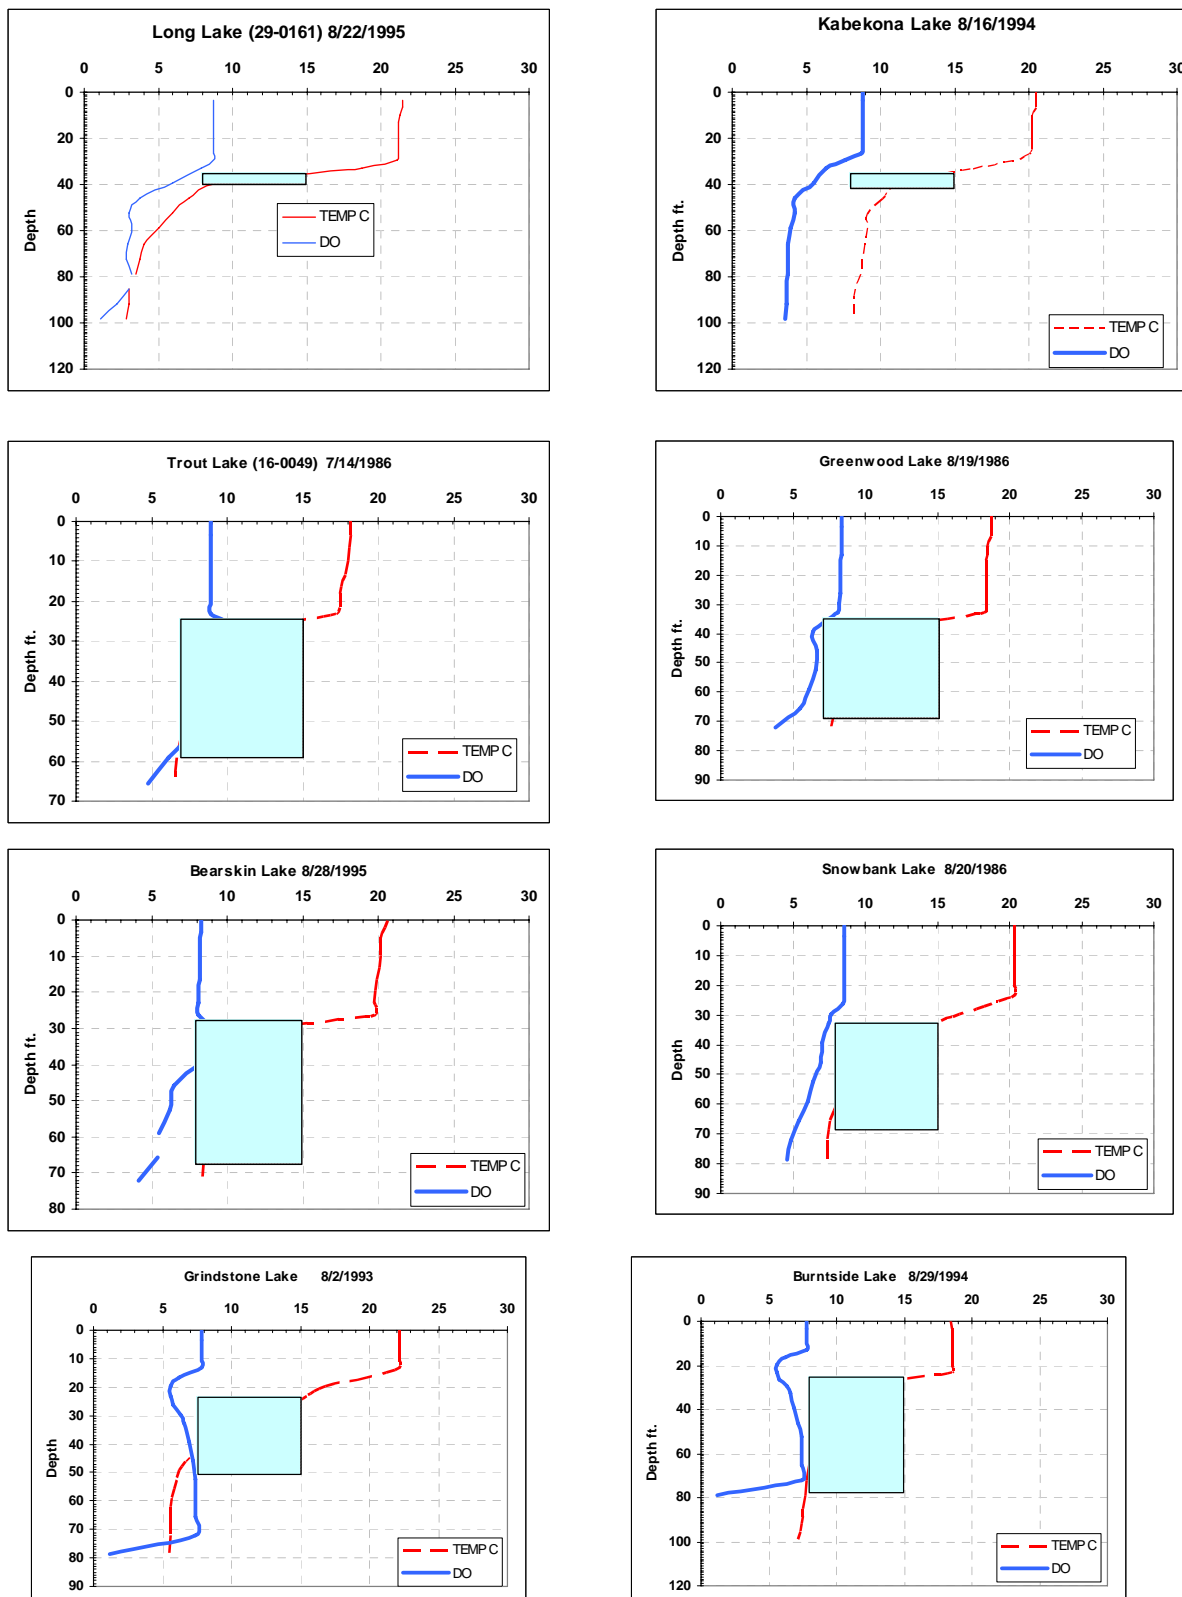 Long Lake (29-0161) 8/22/1995
0 5 10 15 20 25 30
0
20
40
60
80
100
120
Depth
TEMP C
DO
Kabekona Lake 8/16/1994
0 5 10 15 20 25 30
0
20
40
60
80
100
120
Depth ft.
TEMP C
DO
Trout Lake (16-0049) 7/14/1986
0 5 10 15 20 25 30
0
10
20
30
40
50
60
70
Depth ft.
TEMP C
DO
Greenwood Lake 8/19/1986
0 5 10 15 20 25 30
0
10
20
30
40
50
60
70
80
90
Depth ft.
TEMP C
DO
Bearskin Lake 8/28/1995
0 5 10 15 20 25 30
0
10
20
30
40
50
60
70
80
Depth ft.
TEMP C
DO
Snowbank Lake 8/20/1986
0 5 10 15 20 25 30
0
10
20
30
40
50
60
70
80
90
Depth
TEMP C
DO
Grindstone Lake 8/2/1993
0 5 10 15 20 25 30
0
10
20
30
40
50
60
70
80
90
Depth
TEMP C
DO
Burntside Lake 8/29/1994
0 5 10 15 20 25 30
0
20
40
60
80
100
120
Depth ft.
TEMP C
DO